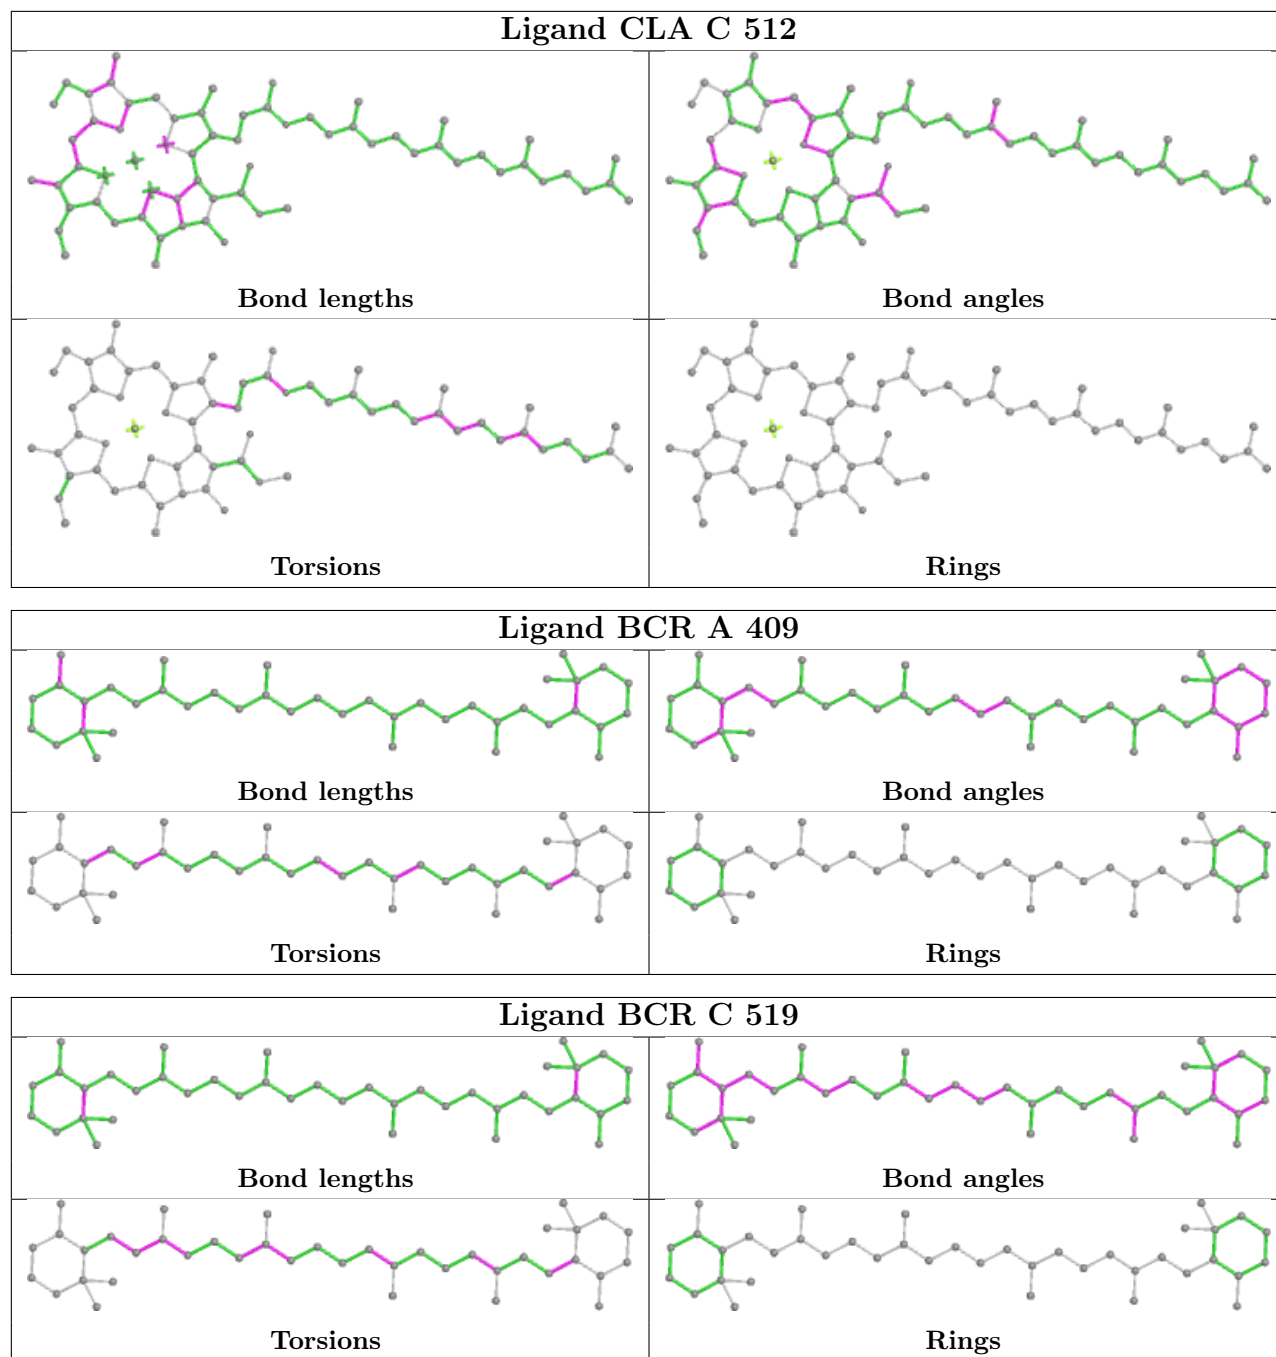 Ligand CLA C 512
Bond lengths
Bond angles
Torsions
Rings
Ligand BCR A 409
Bond lengths
Bond angles
Torsions
Rings
Ligand BCR C 519
Bond lengths
Bond angles
Torsions
Rings